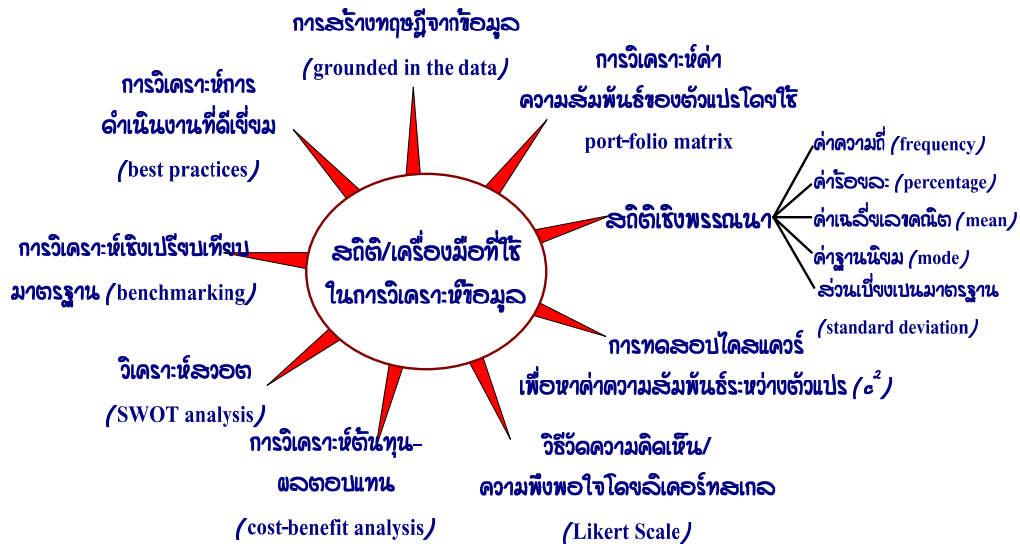 การสร้างทฤษฎีจากข้อมูล
(grounded in the data)
การวิเคราะห์ค่า
ความสัมพันธ์ของตัวแปรโดยใช้
port-folio matrix
การวิเคราะห์การ
ดำเนินงานที่ดีเยี่ยม
(best practices)
ค่าความถี่ (frequency)
ค่าร้อยละ (percentage)
สถิติเชิงพรรณนา
ค่าเฉลี่ยเลขคณิต (mean)
ค่าฐานนิยม (mode)
ส่วนเบี่ยงเบนมาตรฐาน
(standard deviation)
การวิเคราะห์เชิงเปรียบเทียบ
มาตรฐาน (benchmarking)
สถิติ/เครื่องมือที่ใช้
ในการวิเคราะห์ข้อมูล
การทดสอบไคสแควร์
เพื่อหาค่าความสัมพันธ์ระหว่างตัวแปร (c²)
วิเคราะห์สวอต
(SWOT analysis)
การวิเคราะห์ต้นทุน-
ผลตอบแทน
(cost-benefit analysis)
วิธีวัดความคิดเห็น/
ความพึงพอใจโดยลิเคอร์ทสเกล
(Likert Scale)